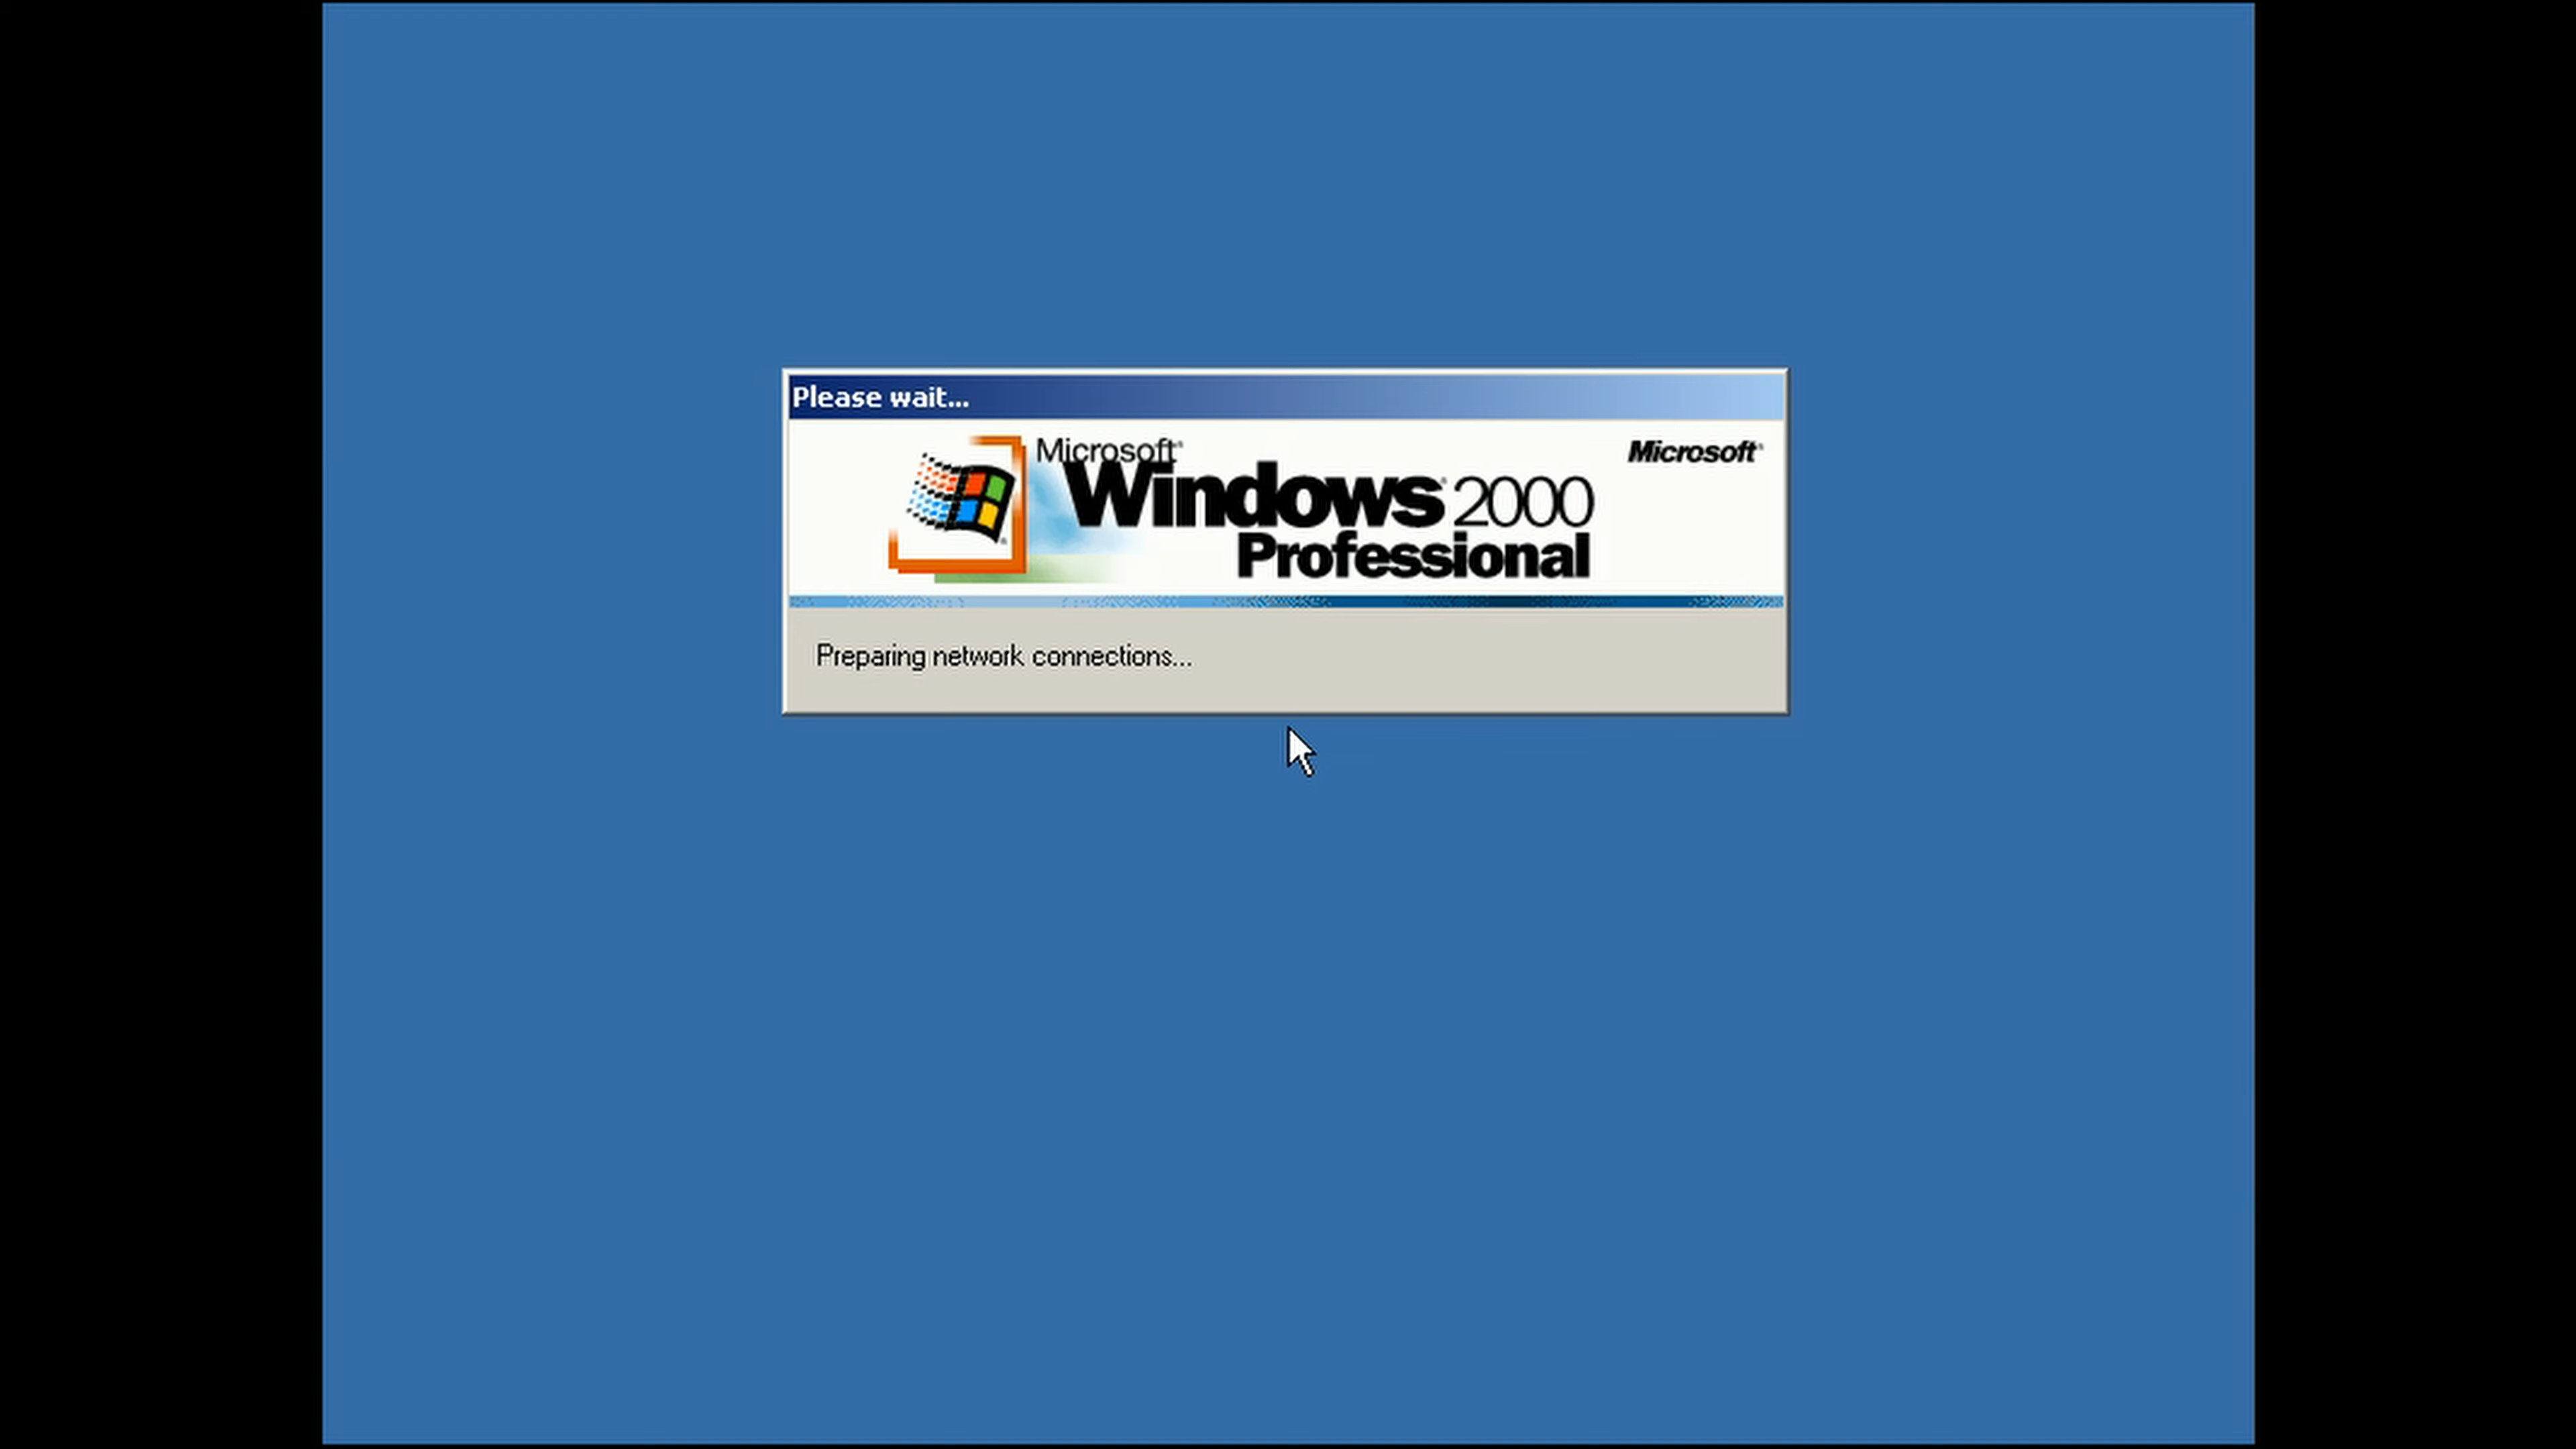 Please wait...
Microsoft®
Microsoft®
Windows 2000
Professional
Preparing network connections...